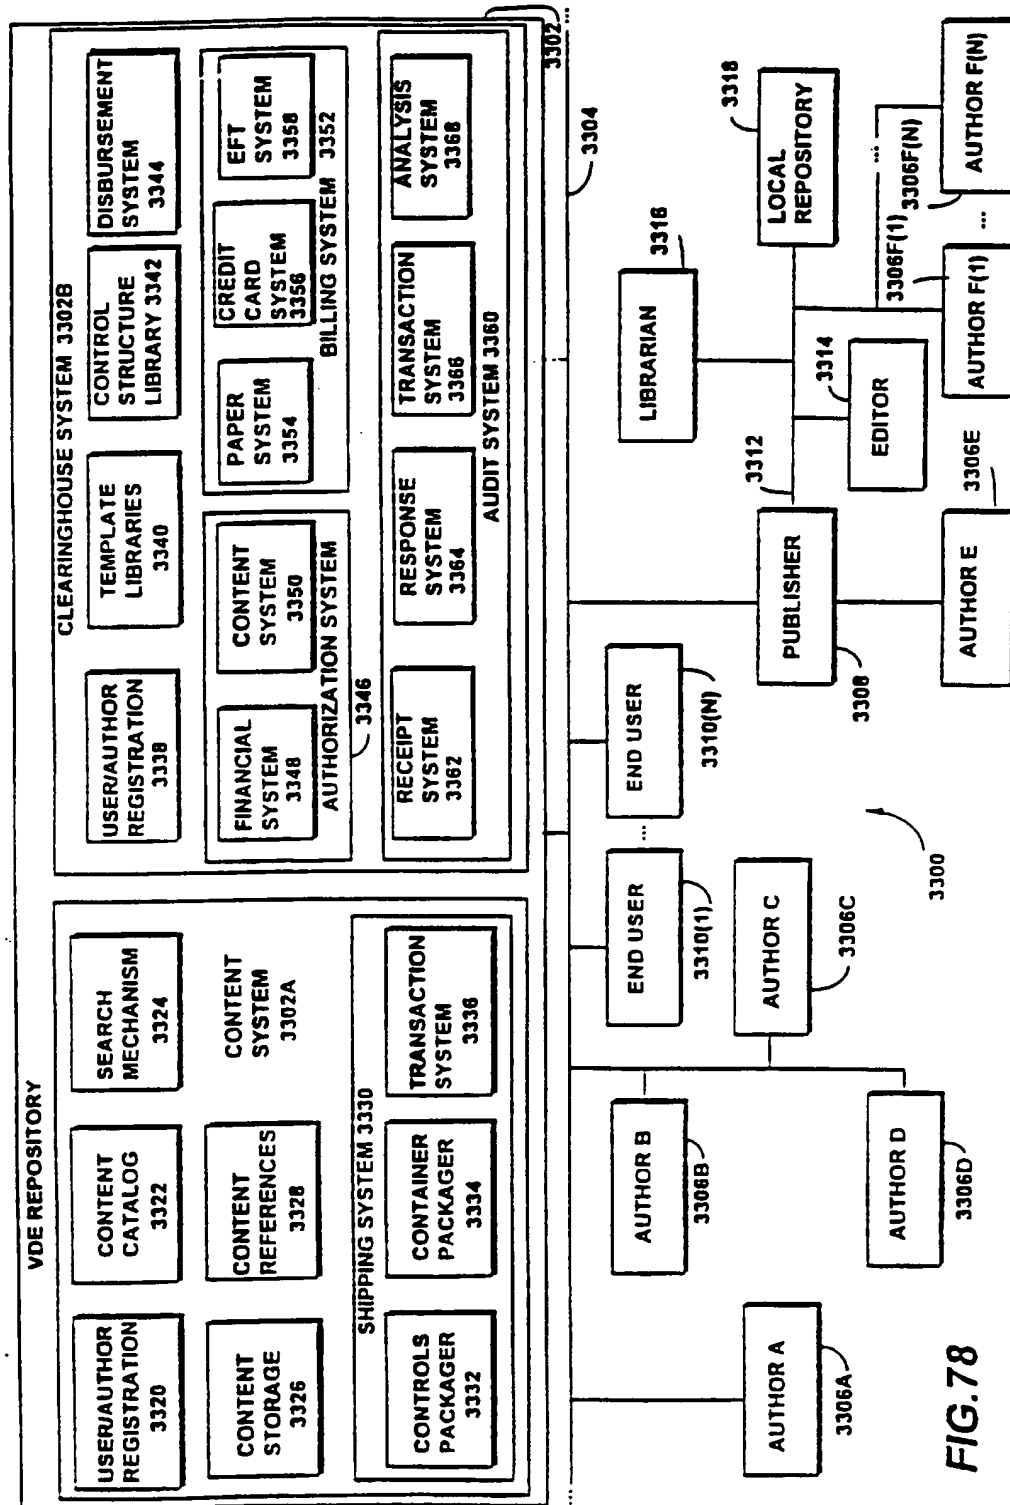 VDE REPOSITORY
3302
USER/AUTHOR
REGISTRATION
3320
CONTENT
CATALOG
3322
SEARCH
MECHANISM
3324
CONTENT
STORAGE
3326
CONTENT
REFERENCES
3328
CONTENT
SYSTEM
3302A
SHIPPING SYSTEM 3330
CONTROLS
PACKAGER
3332
CONTAINER
PACKAGER
3334
TRANSACTION
SYSTEM
3336
CLEARINGHOUSE SYSTEM 3302B
USER/AUTHOR
REGISTRATION
3338
TEMPLATE
LIBRARIES
3340
CONTROL
STRUCTURE
LIBRARY 3342
DISBURSEMENT
SYSTEM
3344
FINANCIAL
SYSTEM
3348
CONTENT
SYSTEM
3350
AUTHORIZATION SYSTEM
3346
PAPER
SYSTEM
3354
CREDIT
CARD
SYSTEM
3356
EFT
SYSTEM
3358
BILLING SYSTEM 3352
RECEIPT
SYSTEM
3362
RESPONSE
SYSTEM
3364
TRANSACTION
SYSTEM
3366
ANALYSIS
SYSTEM
3368
AUDIT SYSTEM 3360
...
...
3304
AUTHOR A
3306A
AUTHOR B
3306B
AUTHOR C
3306C
AUTHOR D
3306D
END USER
3310(1)
...
END USER
3310(N)
3300
PUBLISHER
3308
3312
AUTHOR E
3306E
EDITOR
3314
LIBRARIAN
3316
LOCAL
REPOSITORY
3318
AUTHOR F(1)
3306F(1)
...
...
AUTHOR F(N)
3306F(N)
FIG.78